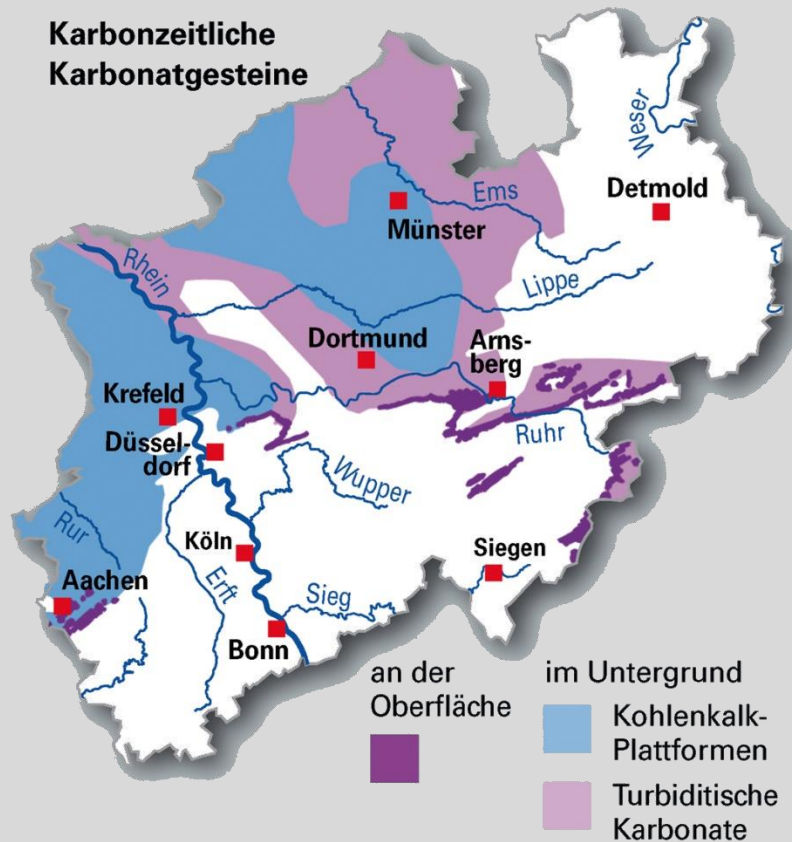 Karbonzeitliche
Karbonatgesteine
Weser
Ems
Detmold
Münster
Rhein
Lippe
Dortmund
Arns-
berg
Krefeld
Düssel-
dorf
Ruhr
Wupper
Rur
Köln
Siegen
Aachen
Erft
Sieg
Bonn
an der
Oberfläche
im Untergrund
Kohlenkalk-
Plattformen
Turbiditische
Karbonate